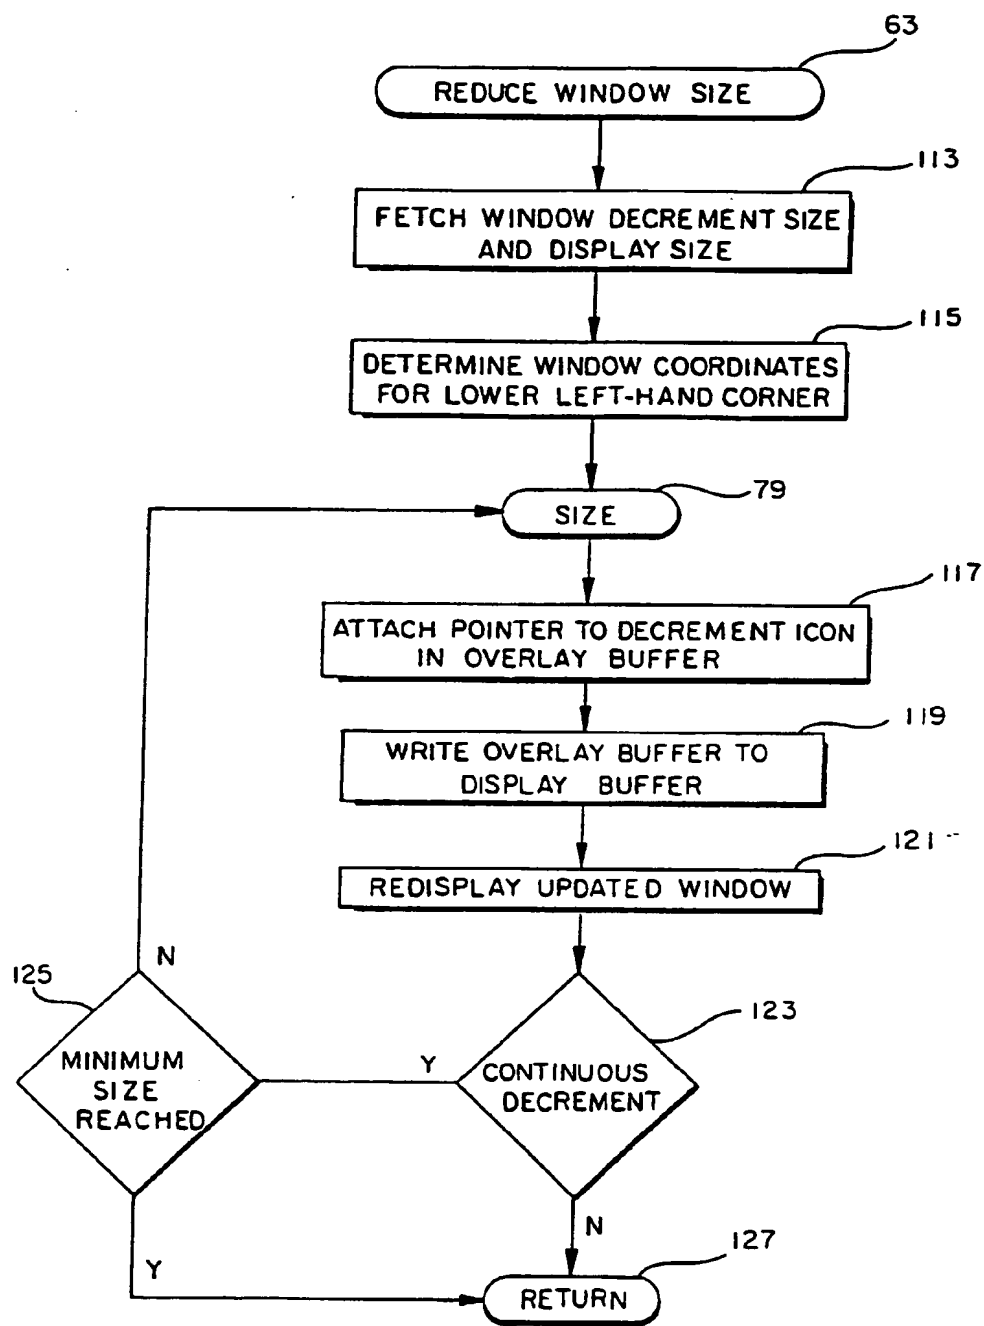 63
REDUCE WINDOW SIZE
113
FETCH WINDOW DECREMENT SIZE
AND DISPLAY SIZE
115
DETERMINE WINDOW COORDINATES
FOR LOWER LEFT-HAND CORNER
79
SIZE
117
ATTACH POINTER TO DECREMENT ICON
IN OVERLAY BUFFER
119
WRITE OVERLAY BUFFER TO
DISPLAY BUFFER
121
REDISPLAY UPDATED WINDOW
N
125
123
MINIMUM
SIZE
REACHED
Y
CONTINUOUS
DECREMENT
N
127
Y
RETURN